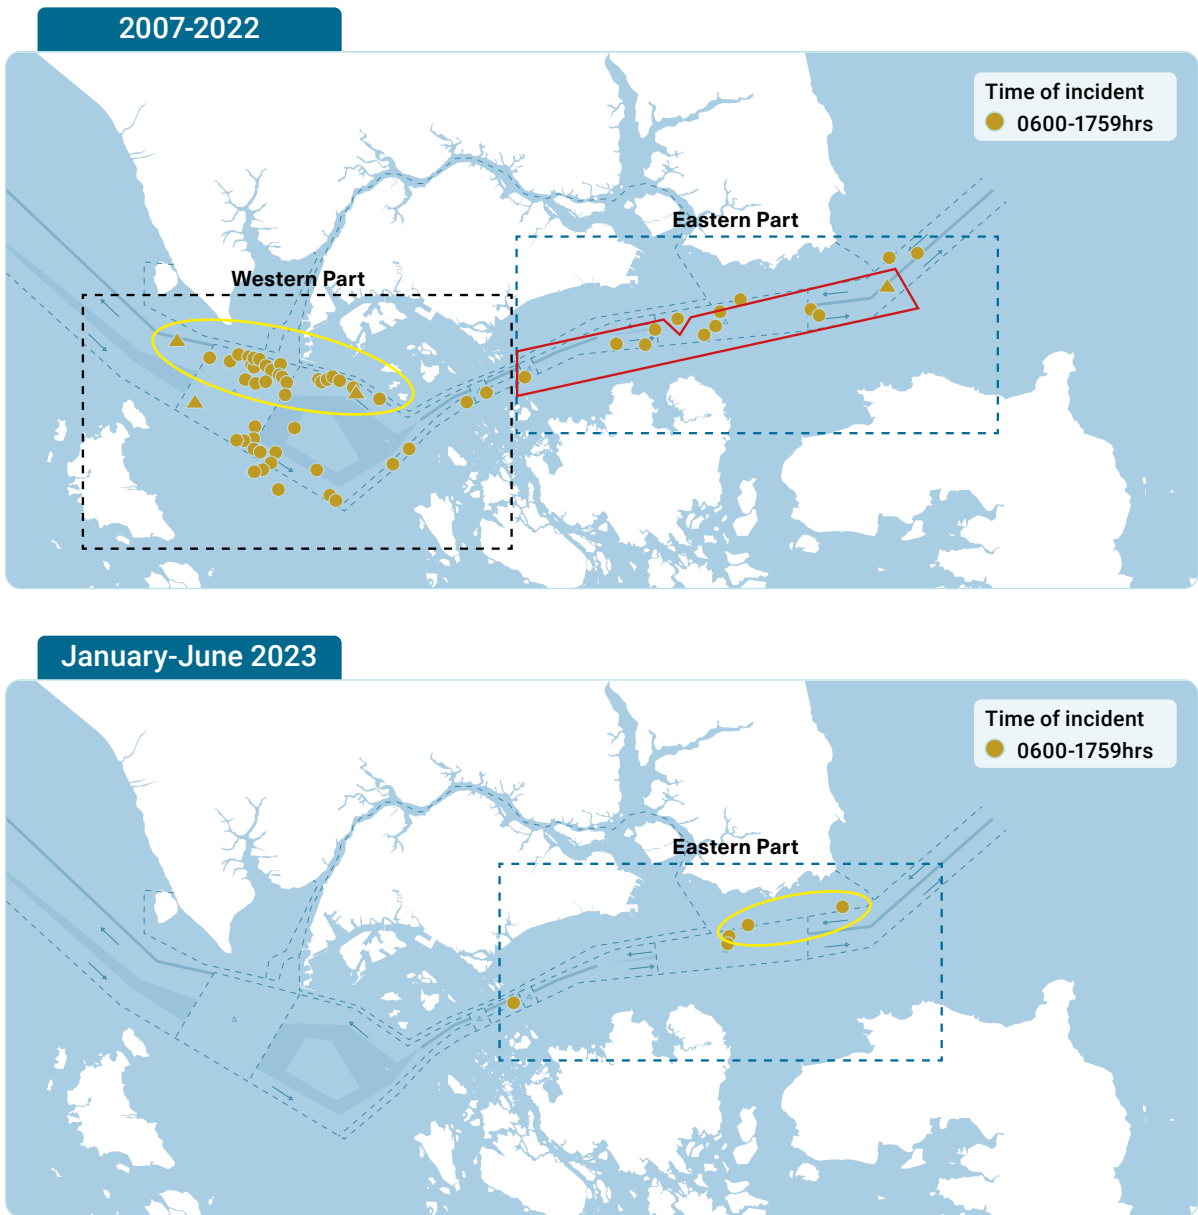 2007-2022
Time of incident
0600-1759hrs
Eastern Part
Western Part
January-June 2023
Time of incident
0600-1759hrs
Eastern Part